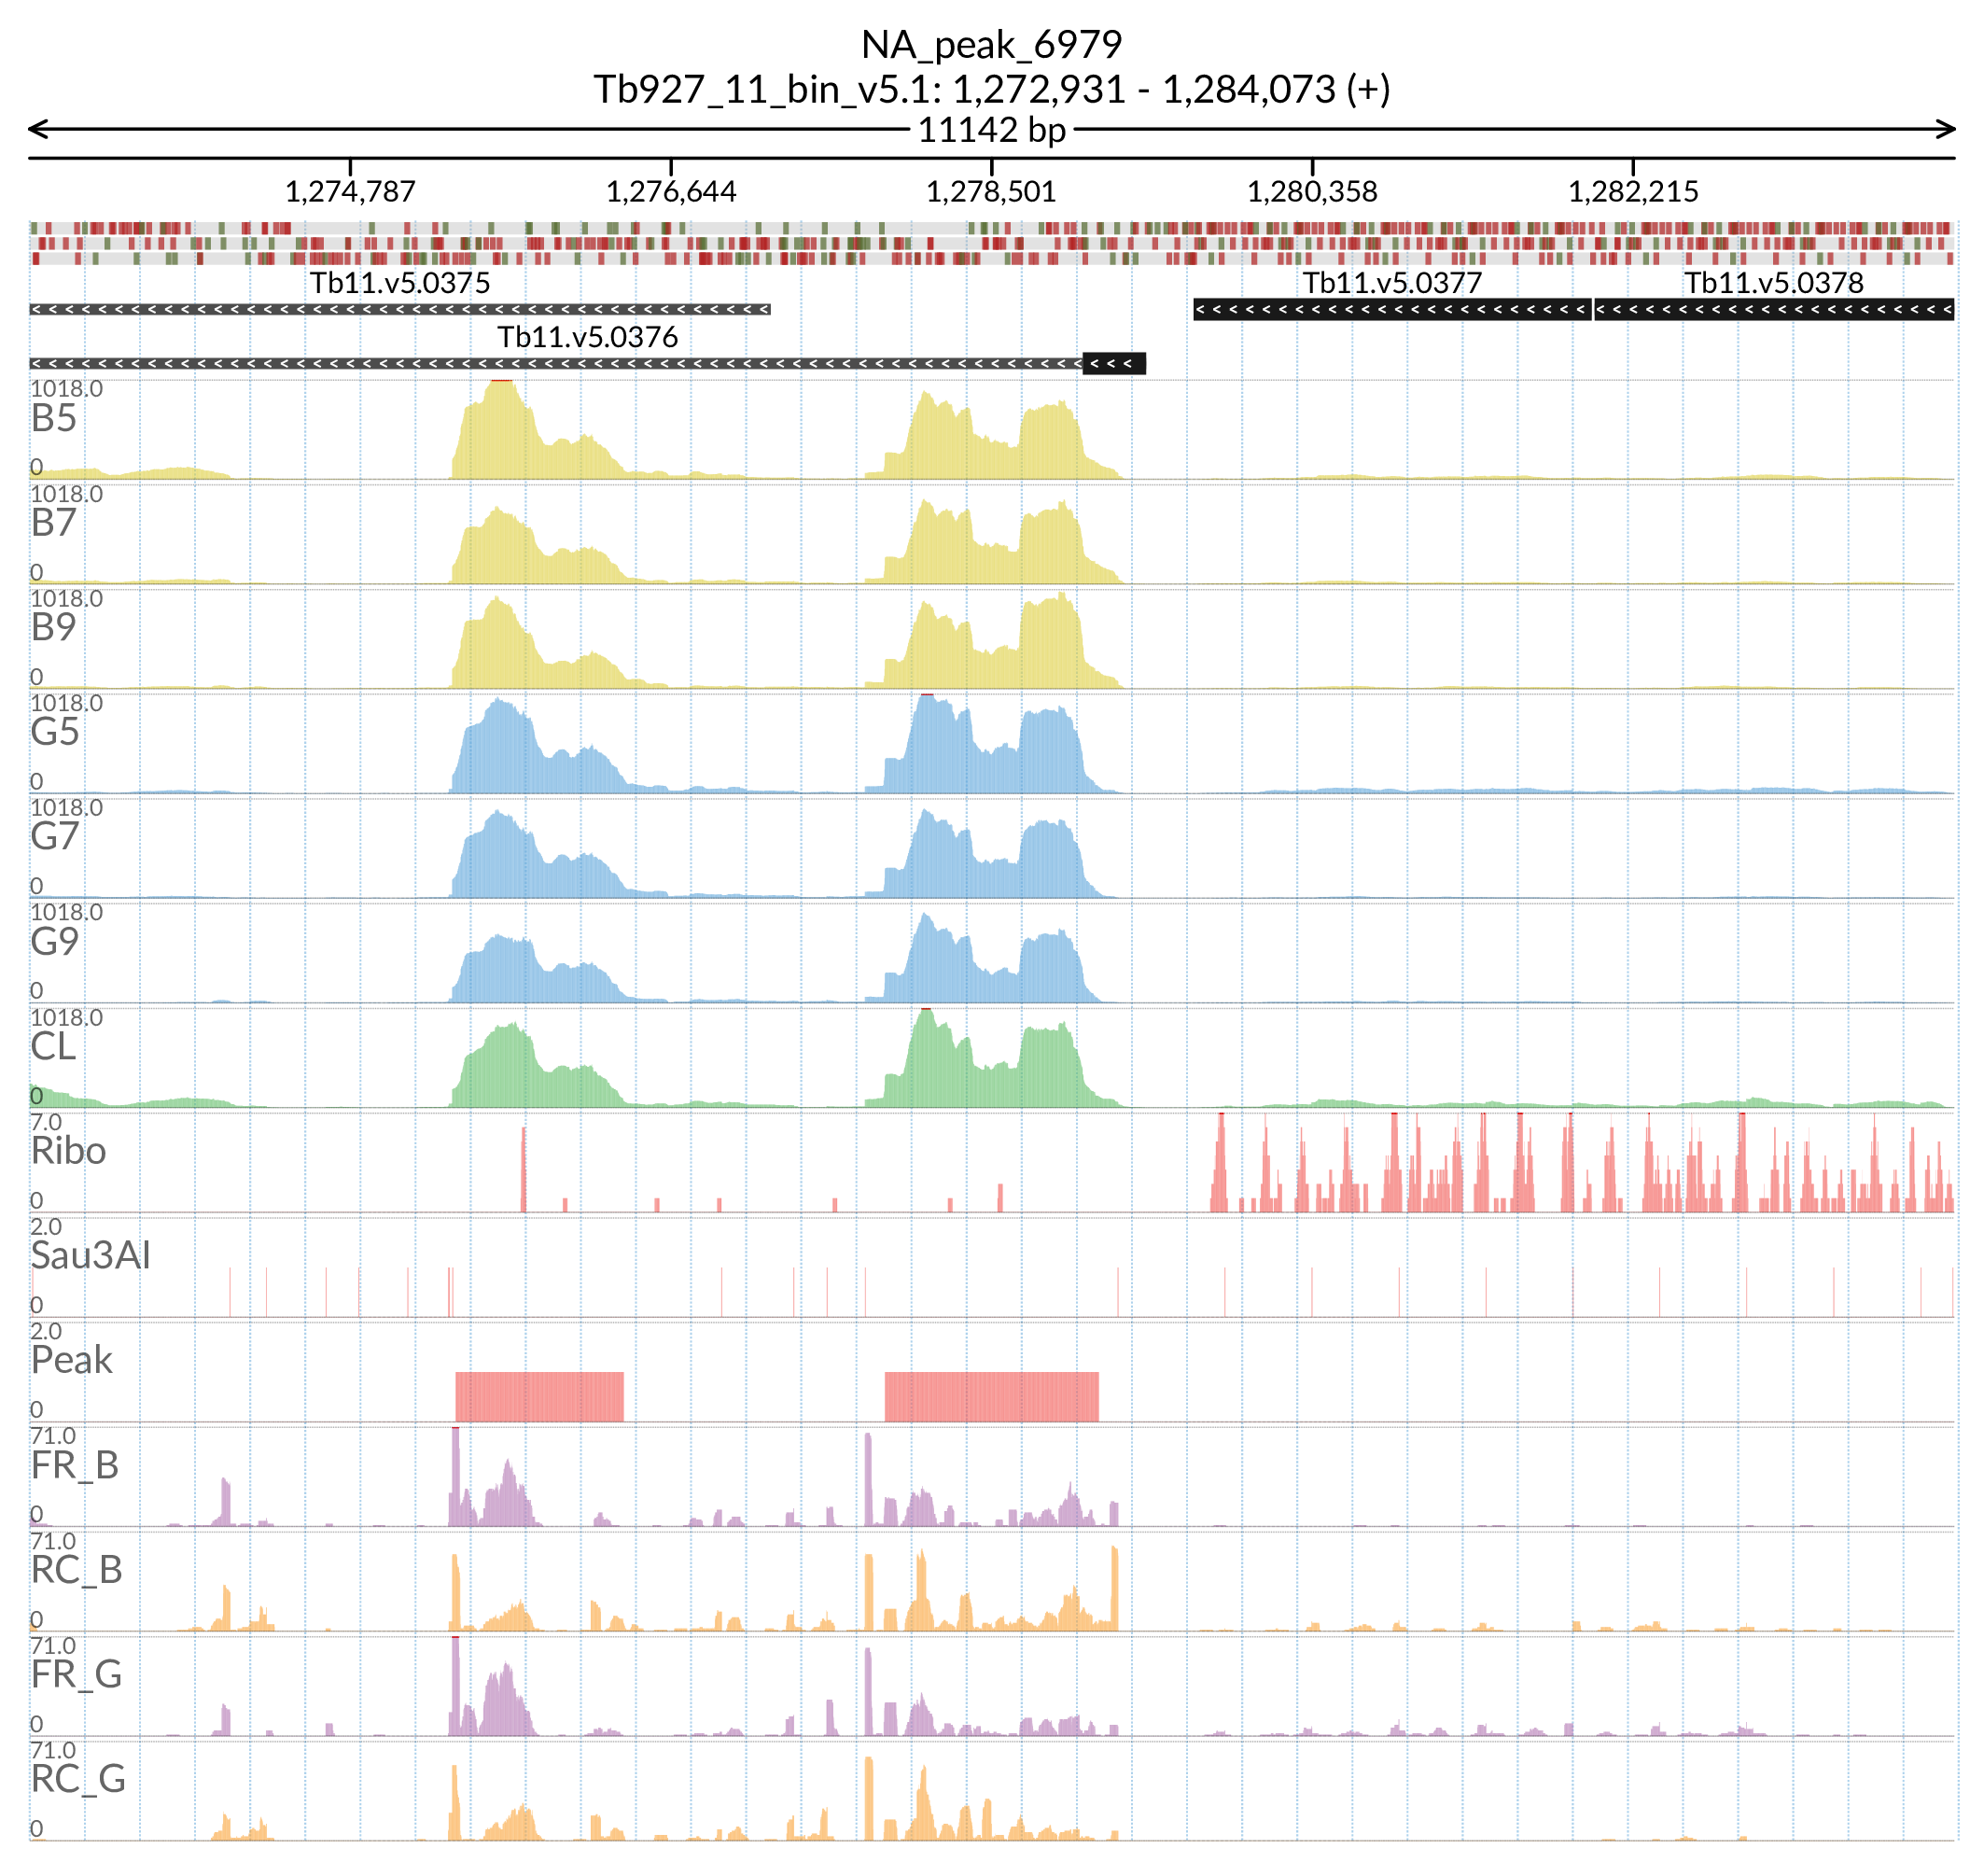 NA_peak_6979
Tb927_11_bin_v5.1: 1,272,931 - 1,284,073 (+)
11142 bp
1,274,787 1,276,644 1,278,501 1,280,358 1,282,215
Tb11.v5.0375 Tb11.v5.0377 Tb11.v5.0378
Tb11.v5.0376
1018.0
B5
0
1018.0
B7
0
1018.0
B9
0
1018.0
G5
0
1018.0
G7
0
1018.0
G9
0
1018.0
CL
0
7.0
Ribo
0
2.0
Sau3AI
0
2.0
Peak
0
71.0
FR_B
0
71.0
RC_B
0
71.0
FR_G
0
71.0
RC_G
0